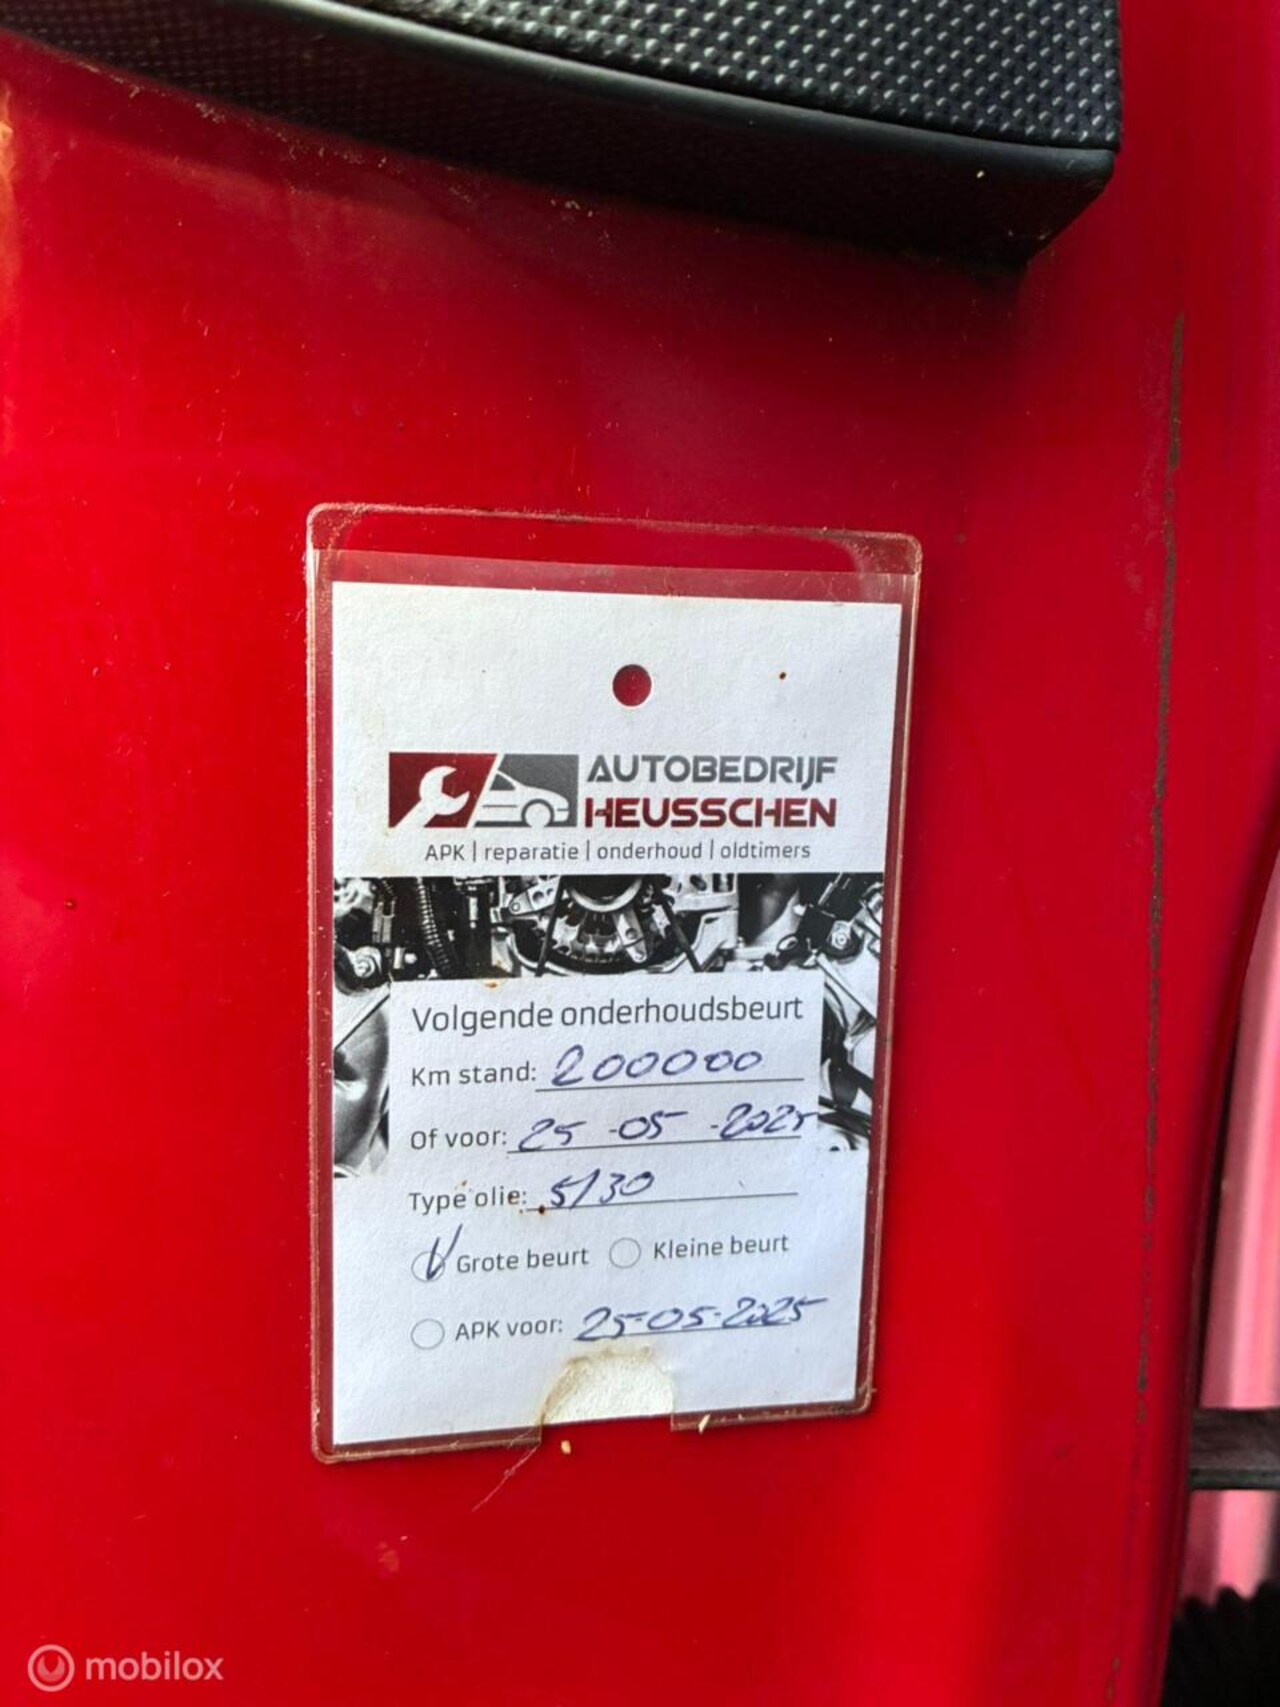 AUTOBEDRIJF
HEUSSCHEN
APK | reparatie | onderhoud | oldtimers
Volgende onderhoudsbeurt
Km stand: 200000
Of voor: 25-05-2025
Type olie: 5/30
Grote beurt Kleine beurt
APK voor: 25-05-2025
mobilox